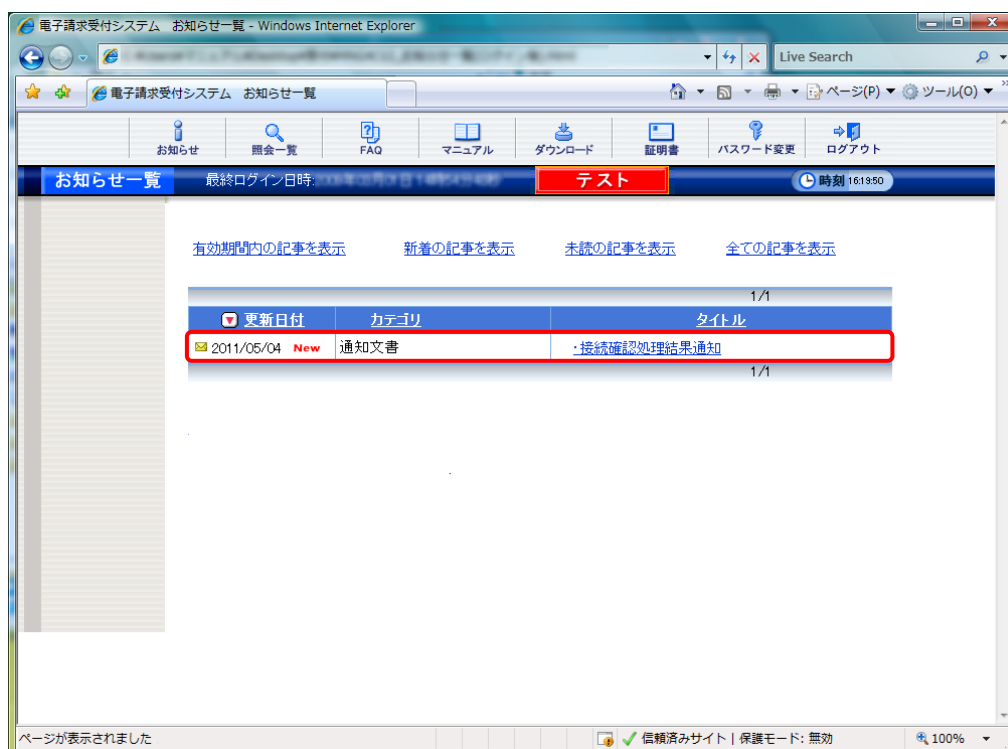 電子請求受付システム お知らせ一覧 - Windows Internet Explorer
Live Search
電子請求受付システム お知らせ一覧
ページ(P)
ツール(O)
お知らせ 照会一覧 FAQ マニュアル ダウンロード 証明書 パスワード変更 ログアウト
お知らせ一覧 最終ログイン日時: テスト 時刻 16:19:50
有効期間内の記事を表示 新着の記事を表示 未読の記事を表示 全ての記事を表示
1/1
更新日付 カテゴリ タイトル
2011/05/04 New 通知文書 ・接続確認処理結果通知
1/1
ページが表示されました 信頼済みサイト | 保護モード: 無効 100%